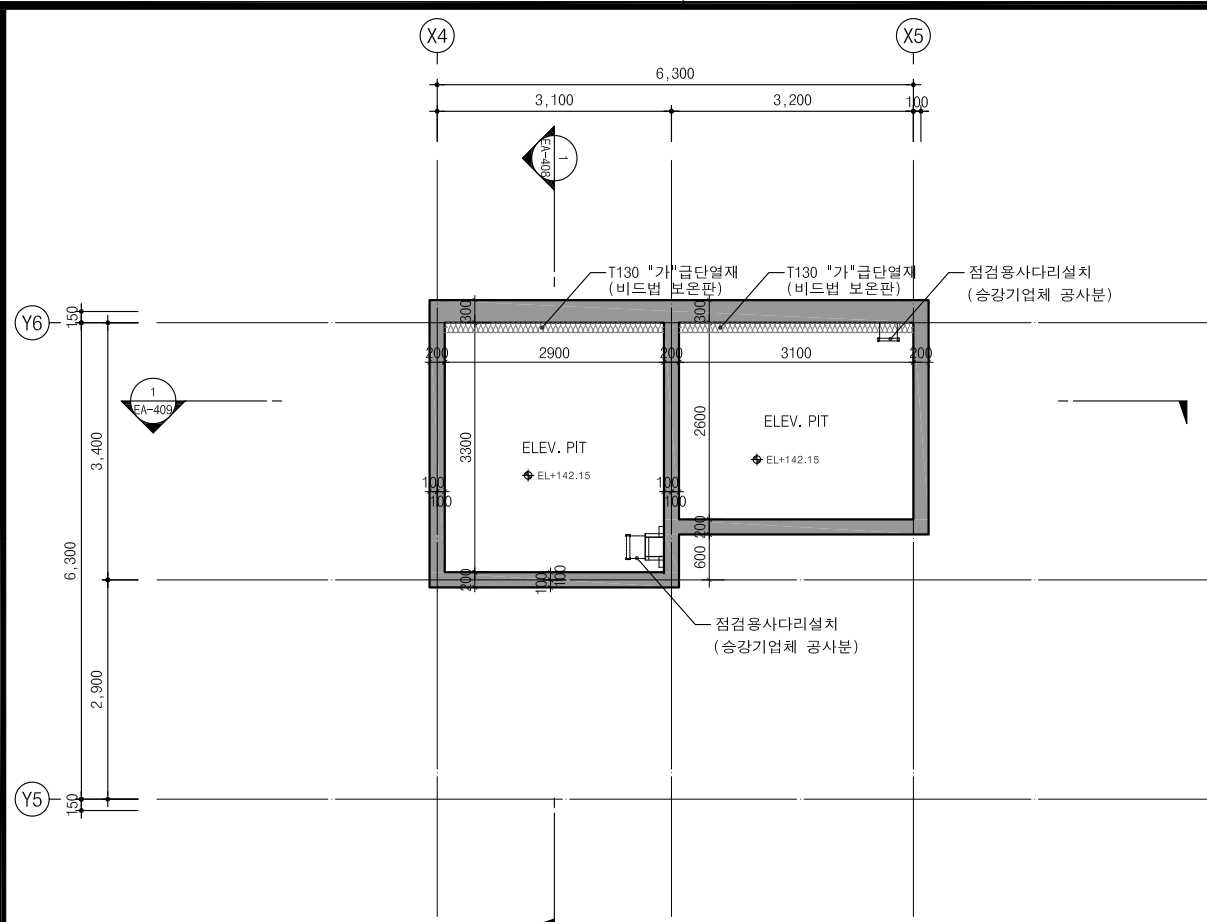 X4
X5
6,300
3,100
3,200
100
1
EA-408
T130 "가"급단열재
(비드법 보온판)
T130 "가"급단열재
(비드법 보온판)
점검용사다리설치
(승강기업체 공사분)
Y6
150
300
300
200
2900
200
3100
200
1
EA-409
3,400
3300
2600
ELEV. PIT
EL+142.15
ELEV. PIT
EL+142.15
100
100
100
100
200
600
6,300
200
100
100
점검용사다리설치
(승강기업체 공사분)
2,900
Y5
150